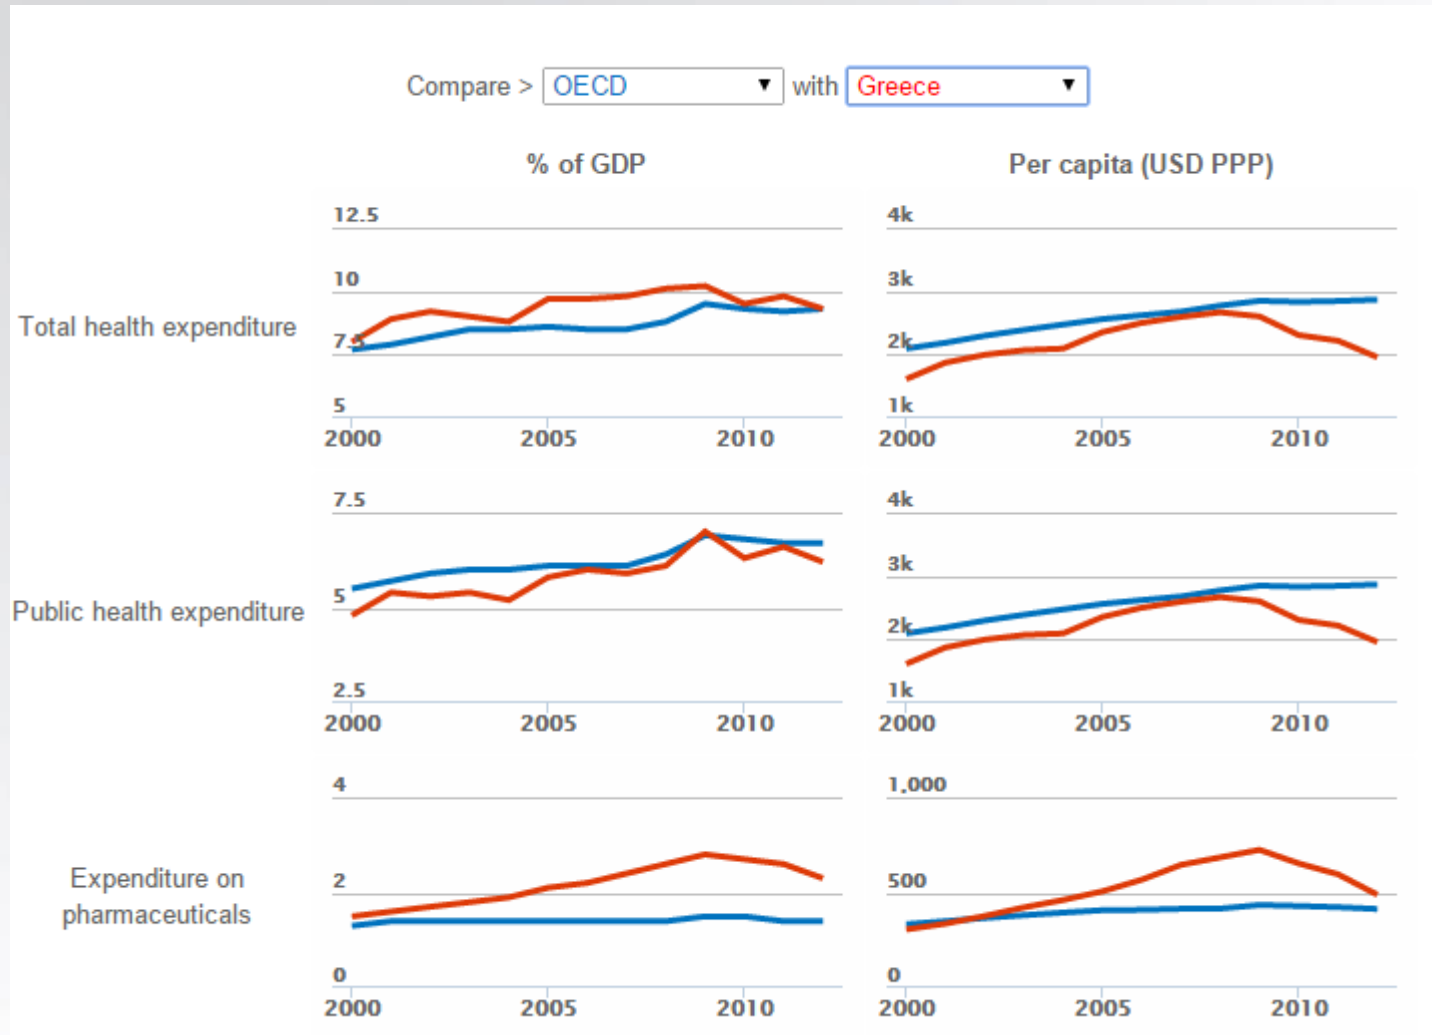 Compare > OECD with Greece
% of GDP Per capita (USD PPP)
12.5 4k
10 3k
Total health expenditure
7.5 2k
5 1k
2000 2005 2010 2000 2005 2010
7.5 4k
3k
Public health expenditure
5 2k
2.5 1k
2000 2005 2010 2000 2005 2010
4 1,000
Expenditure on
pharmaceuticals
2 500
0 0
2000 2005 2010 2000 2005 2010